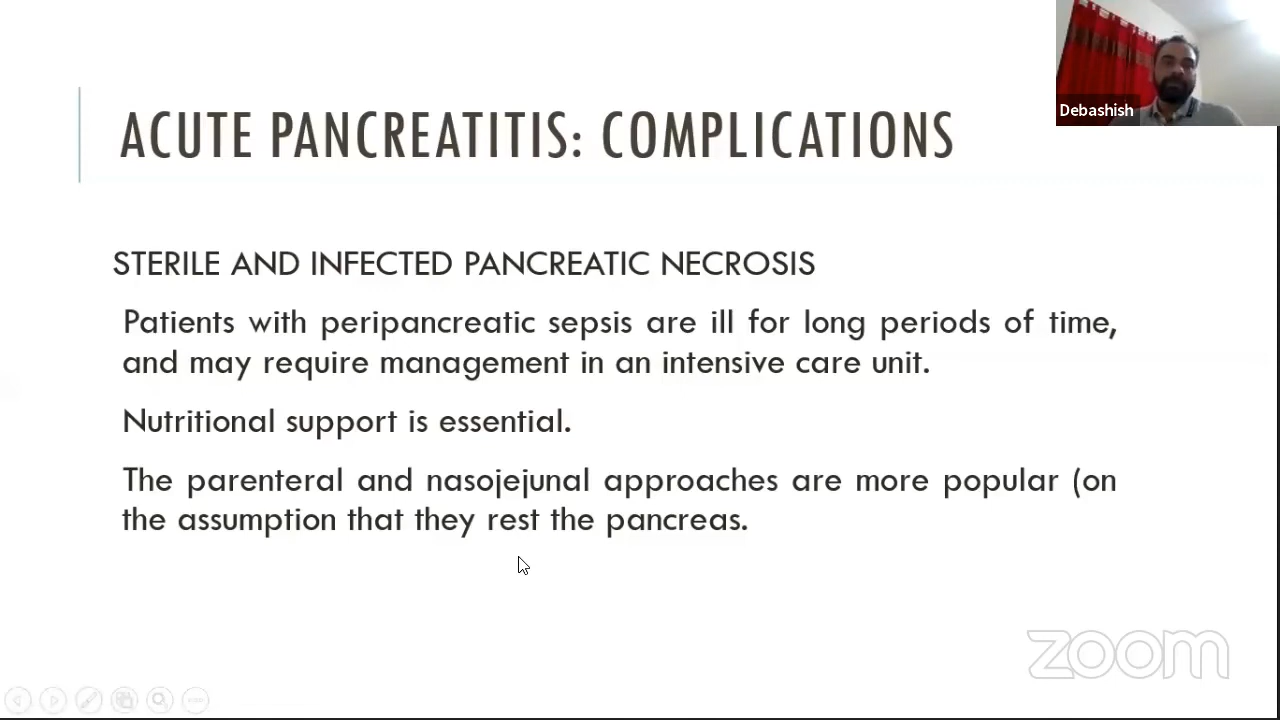 Debashish
ACUTE PANCREATITIS: COMPLICATIONS
STERILE AND INFECTED PANCREATIC NECROSIS
Patients with peripancreatic sepsis are ill for long periods of time,
and may require management in an intensive care unit.
Nutritional support is essential.
The parenteral and nasojejunal approaches are more popular (on
the assumption that they rest the pancreas.
zoom